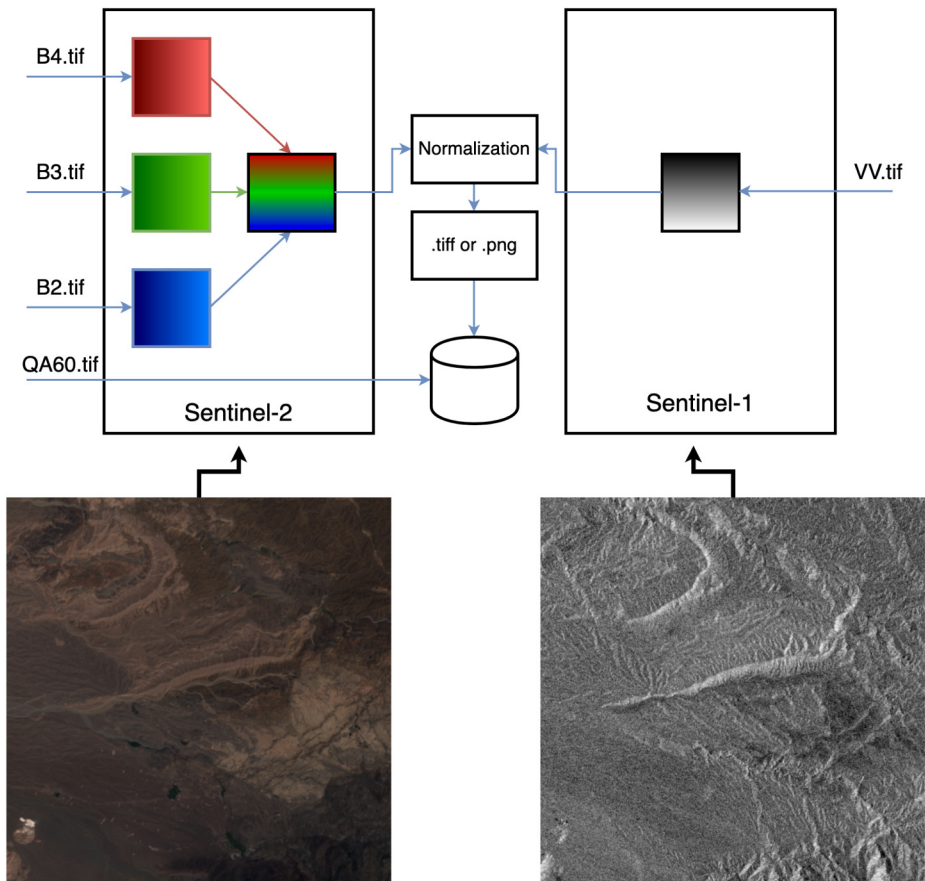 B4.tif
B3.tif
Normalization
VV.tif
.tiff or .png
B2.tif
QA60.tif
Sentinel-2
Sentinel-1